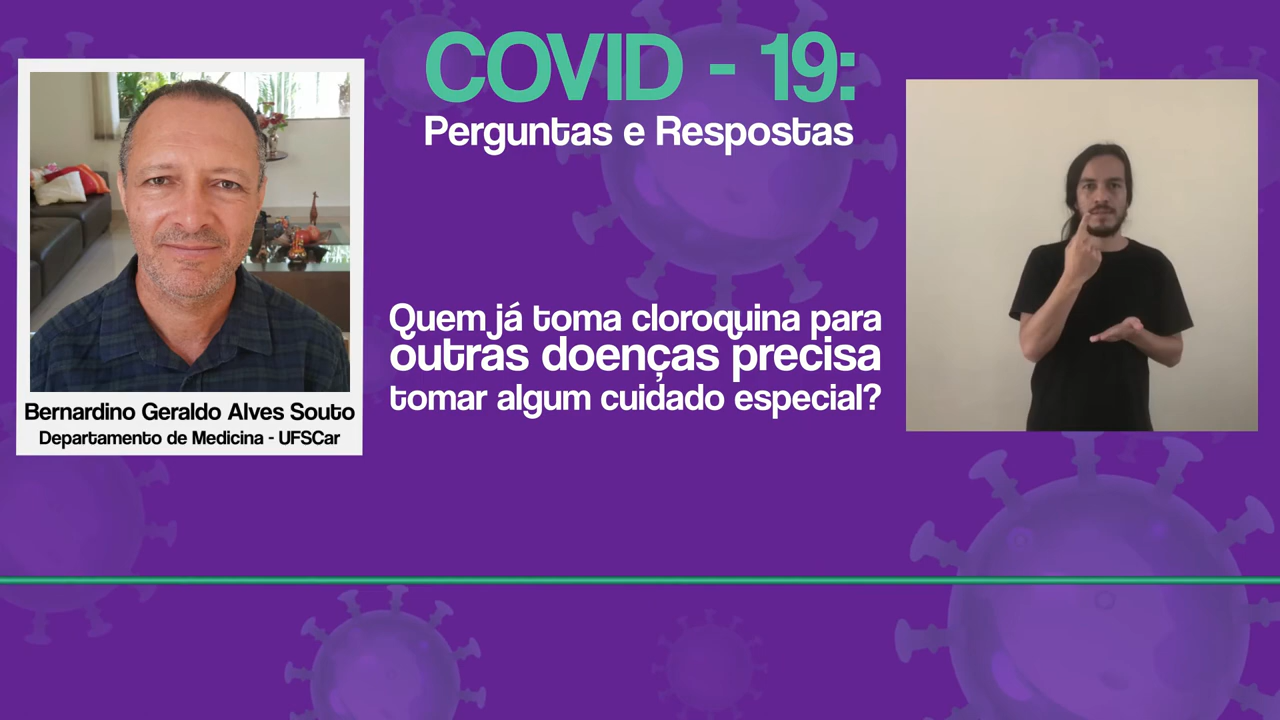 COVID - 19:
Perguntas e Respostas
Quem já toma cloroquina para
outras doenças precisa
tomar algum cuidado especial?
Bernardino Geraldo Alves Souto
Departamento de Medicina - UFSCar